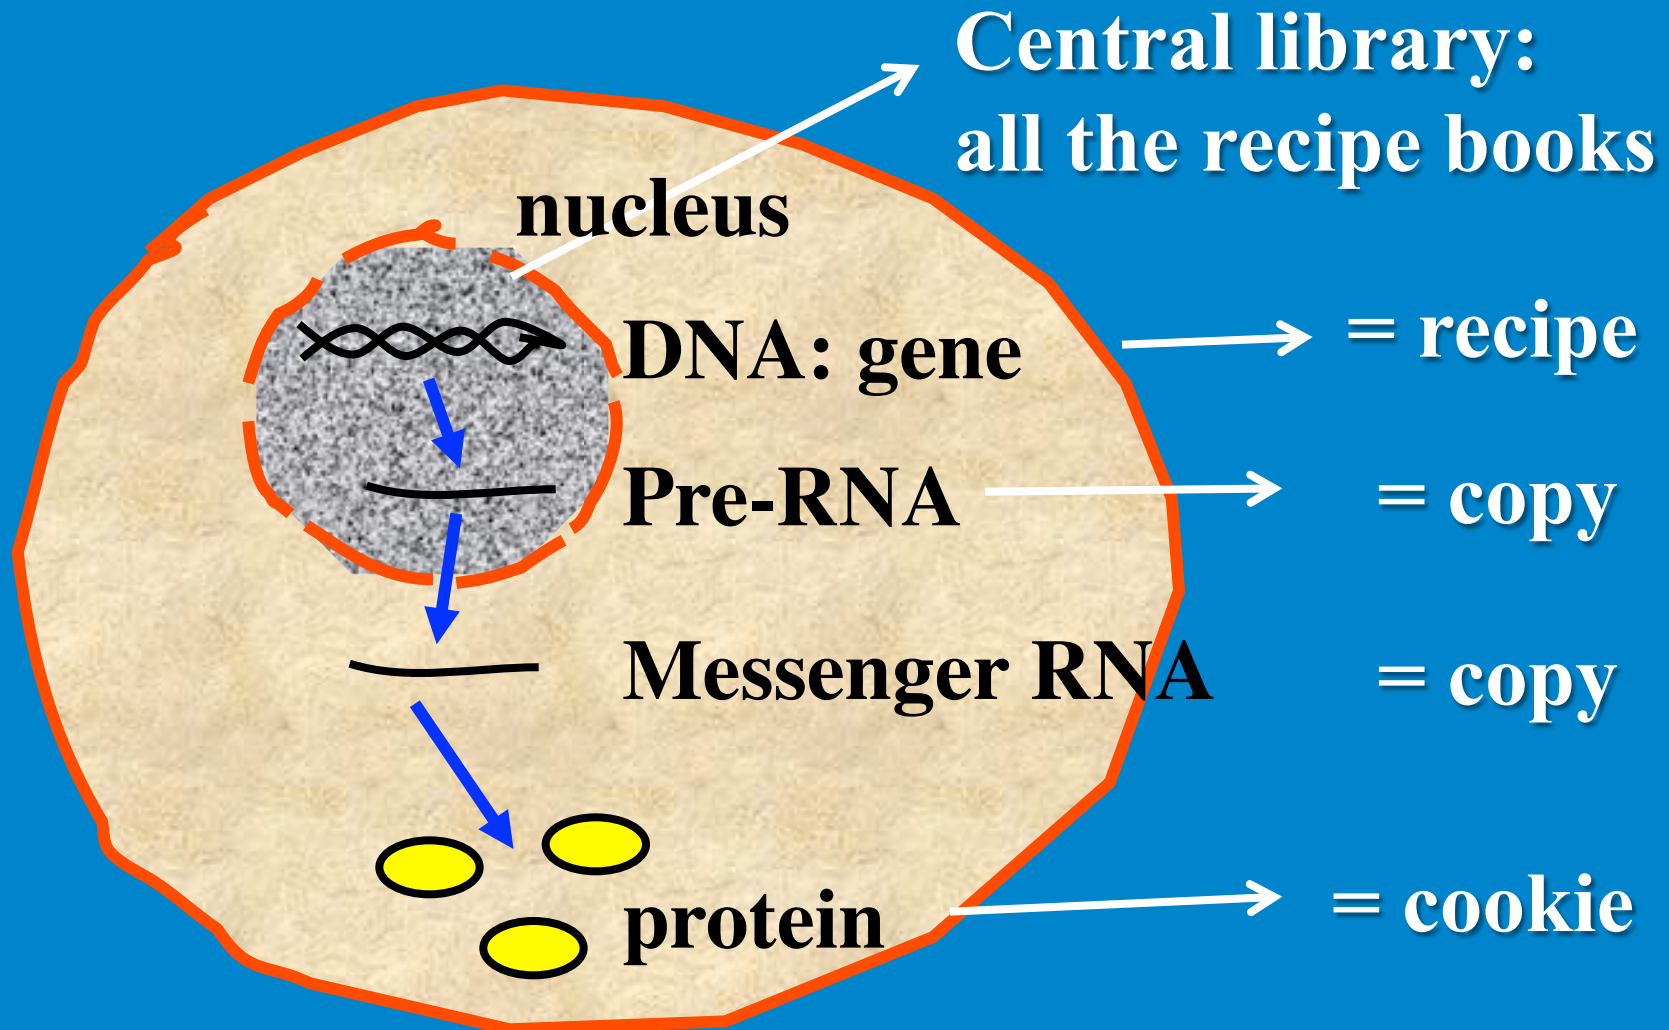 Central library:
all the recipe books
nucleus
DNA: gene
= recipe
Pre-RNA
= copy
Messenger RNA
= copy
protein
= cookie